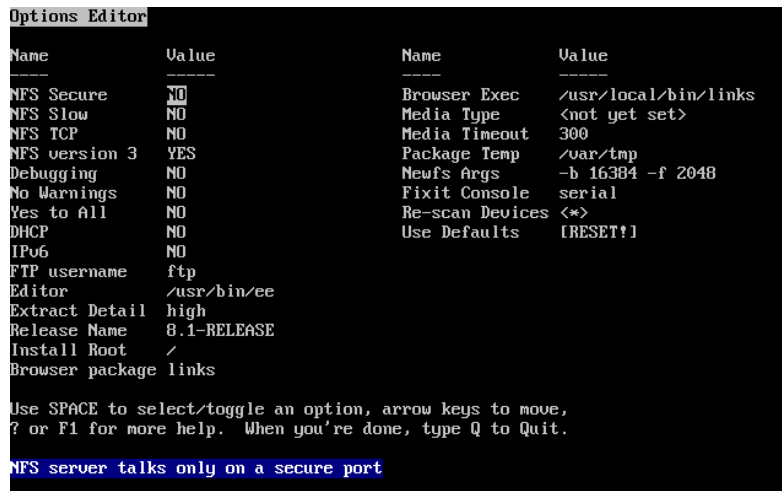 Options Editor
Name Value Name Value
---- ----- ---- -----
NFS Secure NO Browser Exec /usr/local/bin/links
NFS Slow NO Media Type <not yet set>
NFS TCP NO Media Timeout 300
NFS version 3 YES Package Temp /var/tmp
Debugging NO Newfs Args -b 16384 -f 2048
No Warnings NO Fixit Console serial
Yes to All NO Re-scan Devices <*>
DHCP NO Use Defaults [RESET!]
IPv6 NO
FTP username ftp
Editor /usr/bin/ee
Extract Detail high
Release Name 8.1-RELEASE
Install Root /
Browser package links
Use SPACE to select/toggle an option, arrow keys to move,
? or F1 for more help. When you're done, type Q to Quit.
NFS server talks only on a secure port